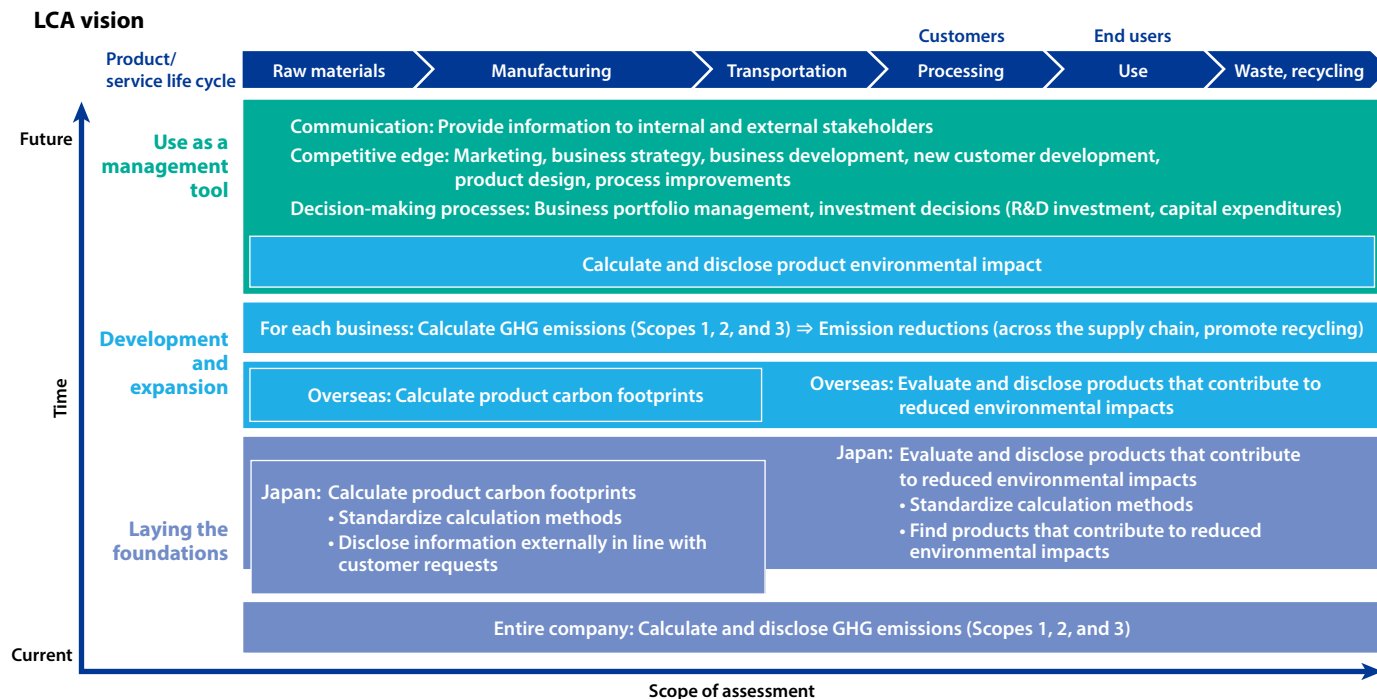 LCA vision
Customers
End users
Product/
service life cycle
Raw materials
Manufacturing
Transportation
Processing
Use
Waste, recycling
Future
Use as a
management
tool
Communication: Provide information to internal and external stakeholders
Competitive edge: Marketing, business strategy, business development, new customer development,
product design, process improvements
Decision-making processes: Business portfolio management, investment decisions (R&D investment, capital expenditures)
Calculate and disclose product environmental impact
Development
and
expansion
For each business: Calculate GHG emissions (Scopes 1, 2, and 3) ⇒ Emission reductions (across the supply chain, promote recycling)
Overseas: Calculate product carbon footprints
Overseas: Evaluate and disclose products that contribute to
reduced environmental impacts
Time
Laying the
foundations
Japan: Calculate product carbon footprints
• Standardize calculation methods
• Disclose information externally in line with
customer requests
Japan: Evaluate and disclose products that contribute
to reduced environmental impacts
• Standardize calculation methods
• Find products that contribute to reduced
environmental impacts
Entire company: Calculate and disclose GHG emissions (Scopes 1, 2, and 3)
Current
Scope of assessment